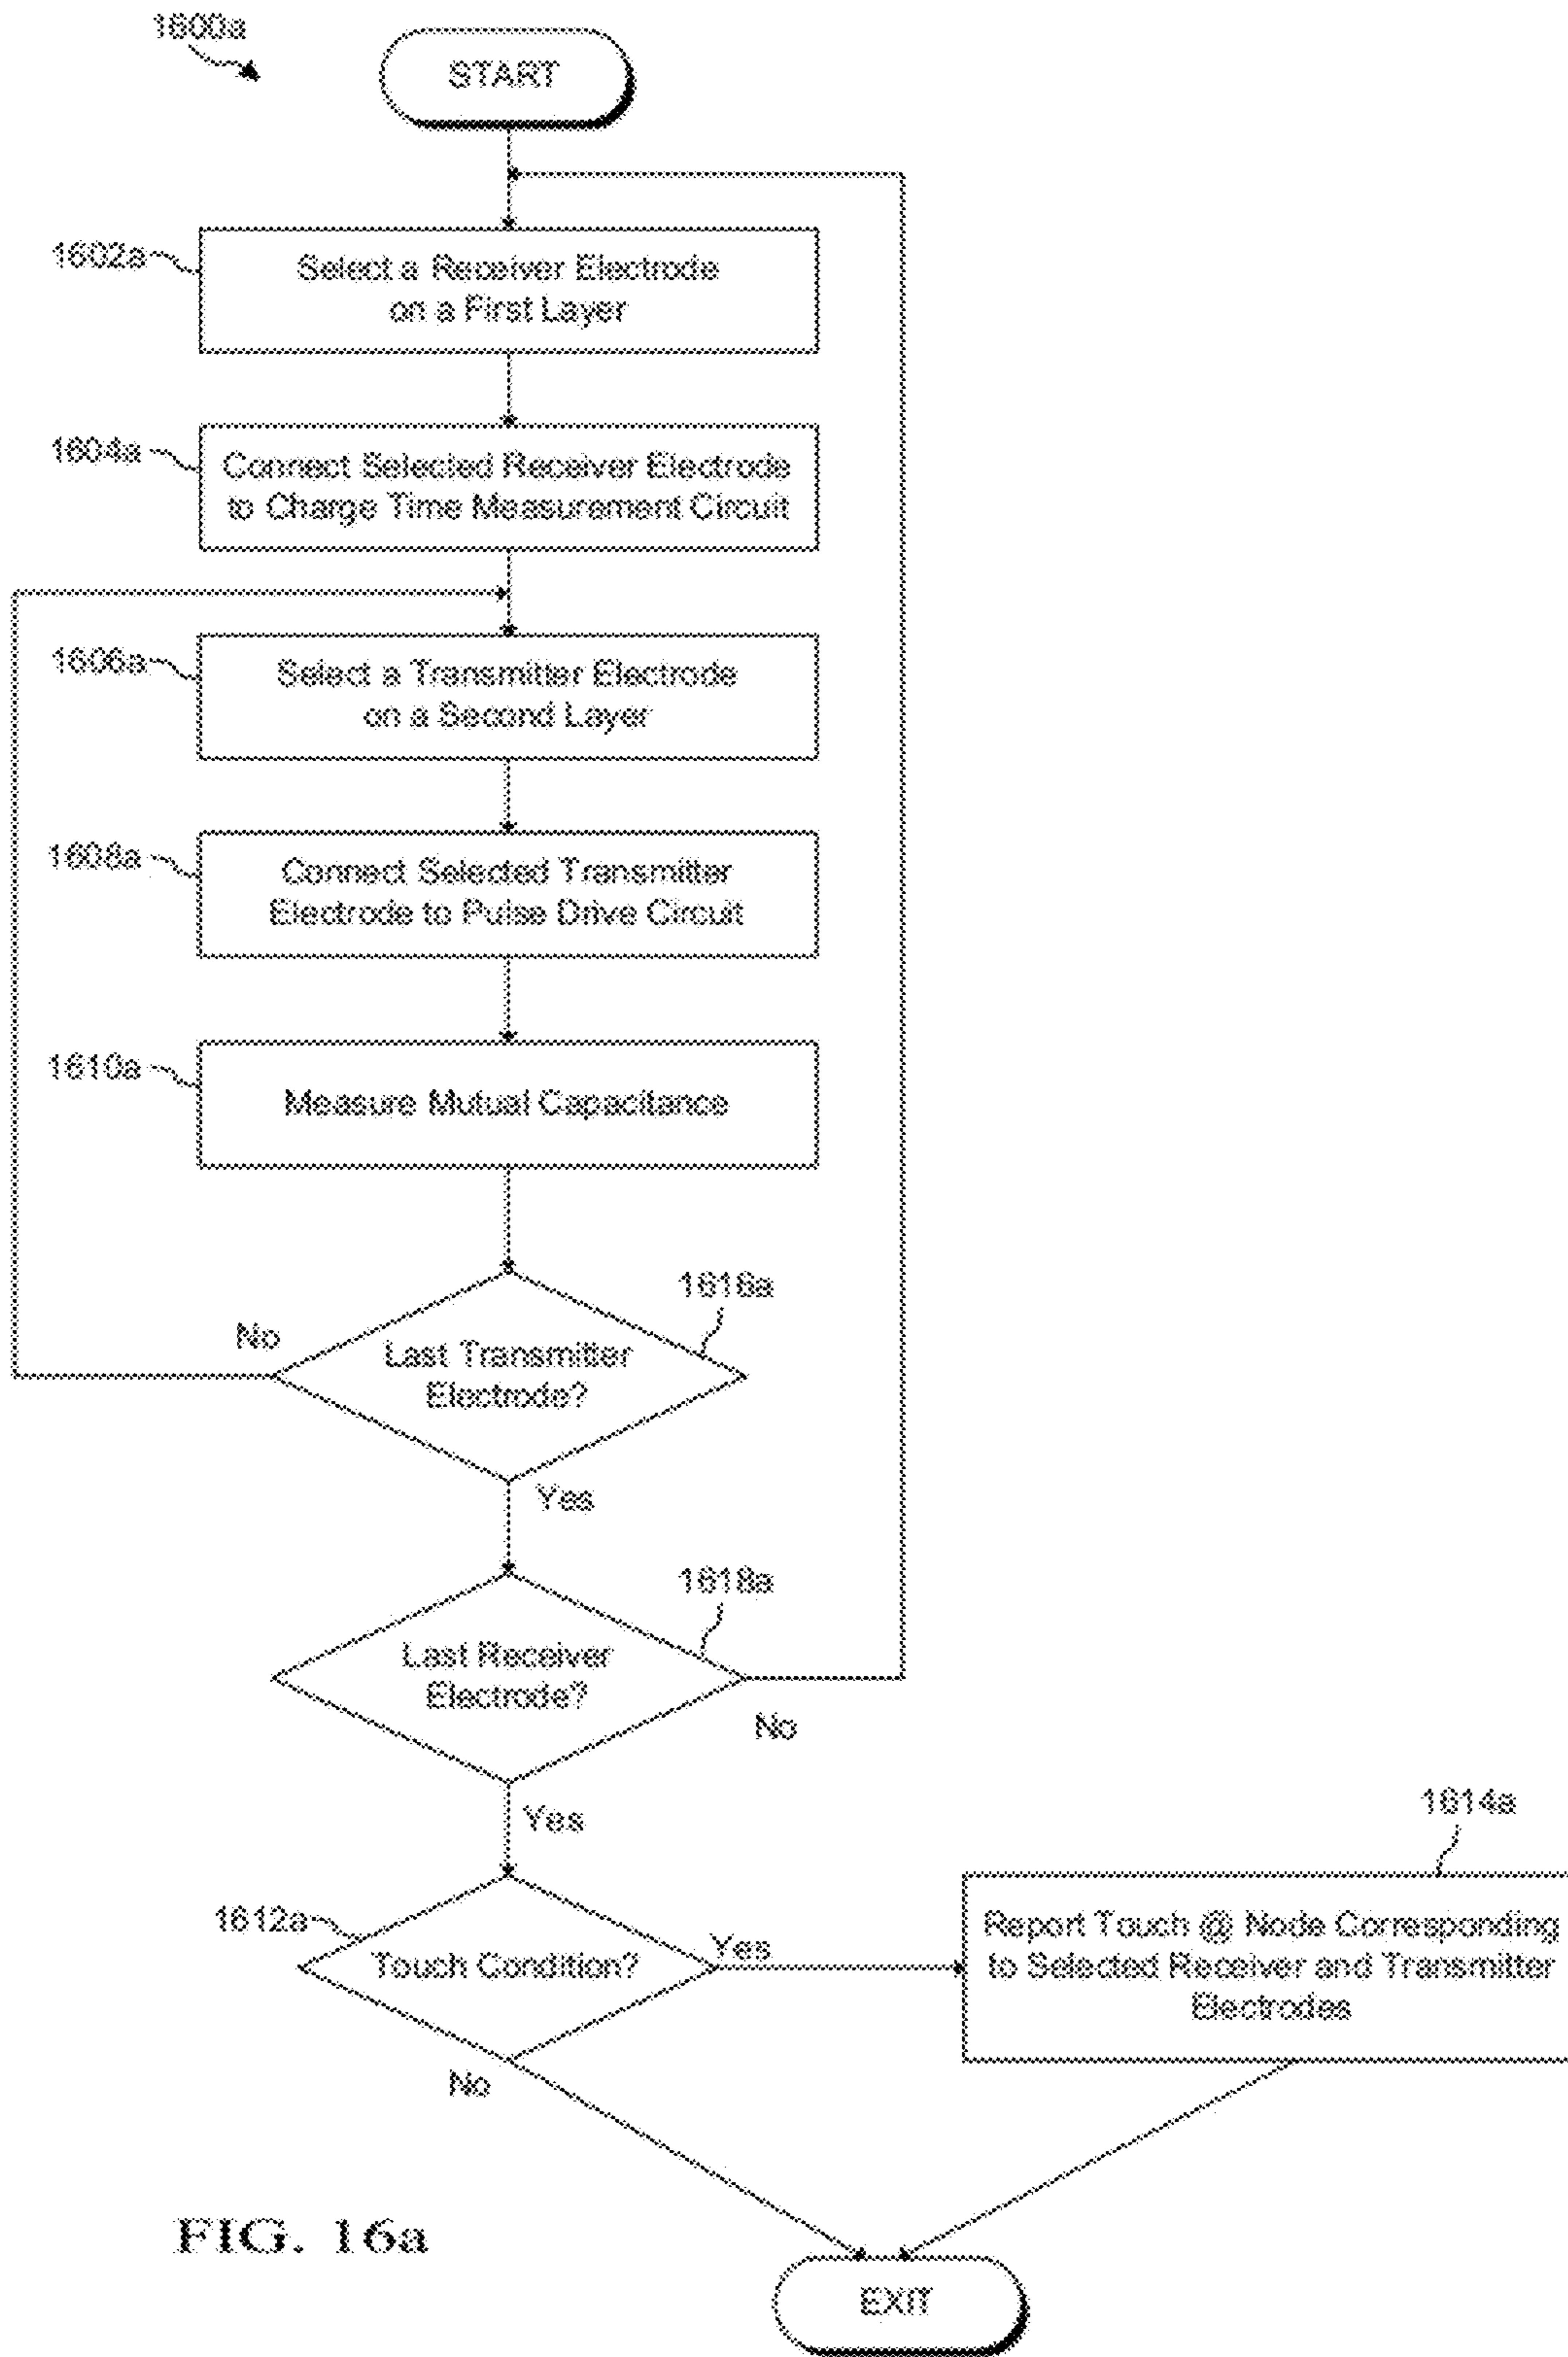 1600a
START
1602a
Select a Receiver Electrode
on a First Layer
1604a
Connect Selected Receiver Electrode
to Charge Time Measurement Circuit
1606a
Select a Transmitter Electrode
on a Second Layer
1608a
Connect Selected Transmitter
Electrode to Pulse Drive Circuit
1610a
Measure Mutual Capacitance
1616a
No
Last Transmitter
Electrode?
Yes
1618a
Last Receiver
Electrode?
No
Yes
1614a
1612a
Touch Condition?
Yes
Report Touch @ Node Corresponding
to Selected Receiver and Transmitter
Electrodes
No
FIG. 16a
EXIT